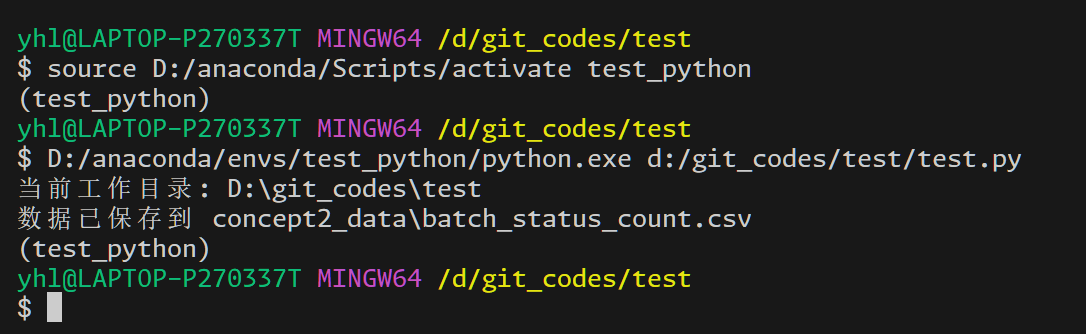 yhl@LAPTOP-P270337T MINGW64 /d/git_codes/test
$ source D:/anaconda/Scripts/activate test_python
(test_python)
yhl@LAPTOP-P270337T MINGW64 /d/git_codes/test
$ D:/anaconda/envs/test_python/python.exe d:/git_codes/test/test.py
当前工作目录: D:\git_codes\test
数据已保存到 concept2_data\batch_status_count.csv
(test_python)
yhl@LAPTOP-P270337T MINGW64 /d/git_codes/test
$